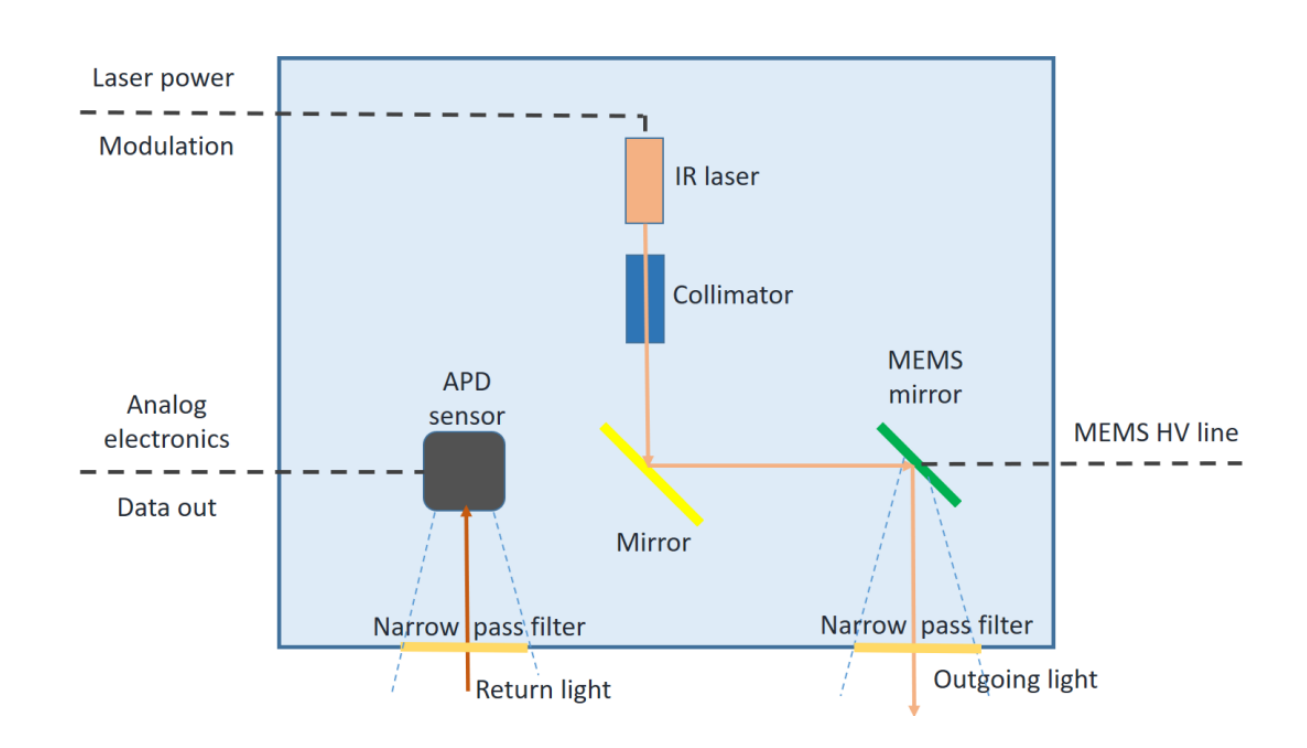 Laser power
Modulation
IR laser
Collimator
MEMS
mirror
APD
sensor
Analog
electronics
MEMS HV line
Data out
Mirror
Narrow pass filter
Narrow pass filter
Return light
Outgoing light